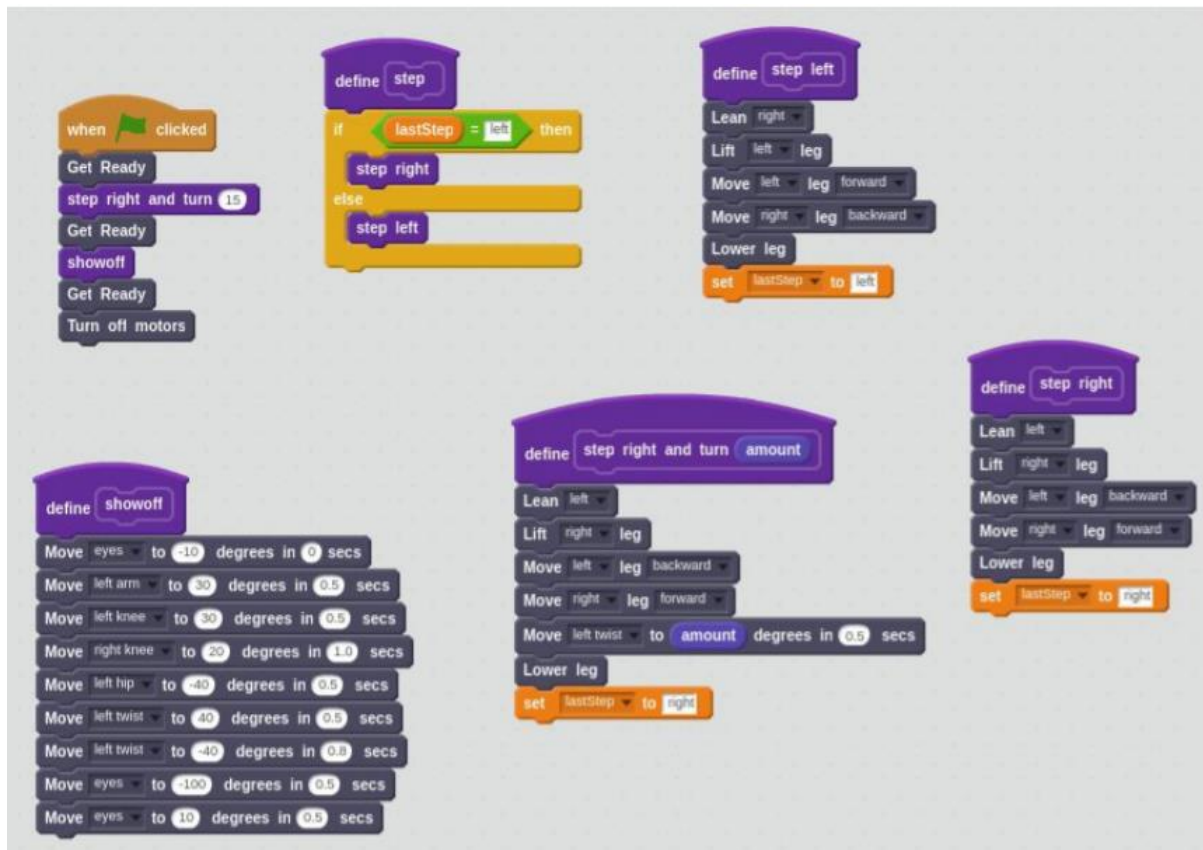 when clicked
Get Ready
step right and turn 15
Get Ready
showoff
Get Ready
Turn off motors
define step
if lastStep = left then
step right
else
step left
define step left
Lean right
Lift left leg
Move left leg forward
Move right leg backward
Lower leg
set lastStep to left
define showoff
Move eyes to -10 degrees in 0 secs
Move left arm to 30 degrees in 0.5 secs
Move left knee to 30 degrees in 0.5 secs
Move right knee to 20 degrees in 1.0 secs
Move left hip to -40 degrees in 0.5 secs
Move left twist to 40 degrees in 0.5 secs
Move left twist to -40 degrees in 0.8 secs
Move eyes to -100 degrees in 0.5 secs
Move eyes to 10 degrees in 0.5 secs
define step right and turn amount
Lean left
Lift right leg
Move left leg backward
Move right leg forward
Move left twist to amount degrees in 0.5 secs
Lower leg
set lastStep to right
define step right
Lean left
Lift right leg
Move left leg backward
Move right leg forward
Lower leg
set lastStep to right